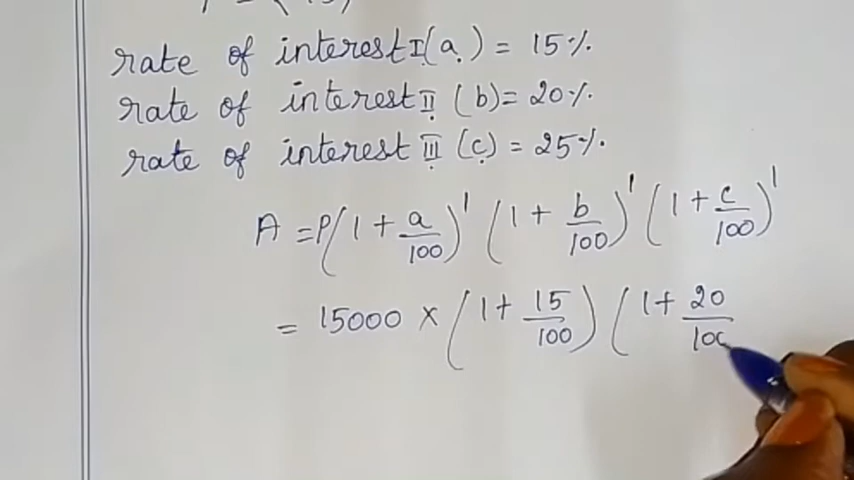 rate of interest I (a) = 15%
rate of interest II (b) = 20%
rate of interest III (c) = 25%
A = P(1 + a/100)^1 (1 + b/100)^1 (1 + c/100)^1
= 15000 × (1 + 15/100) (1 + 20/100